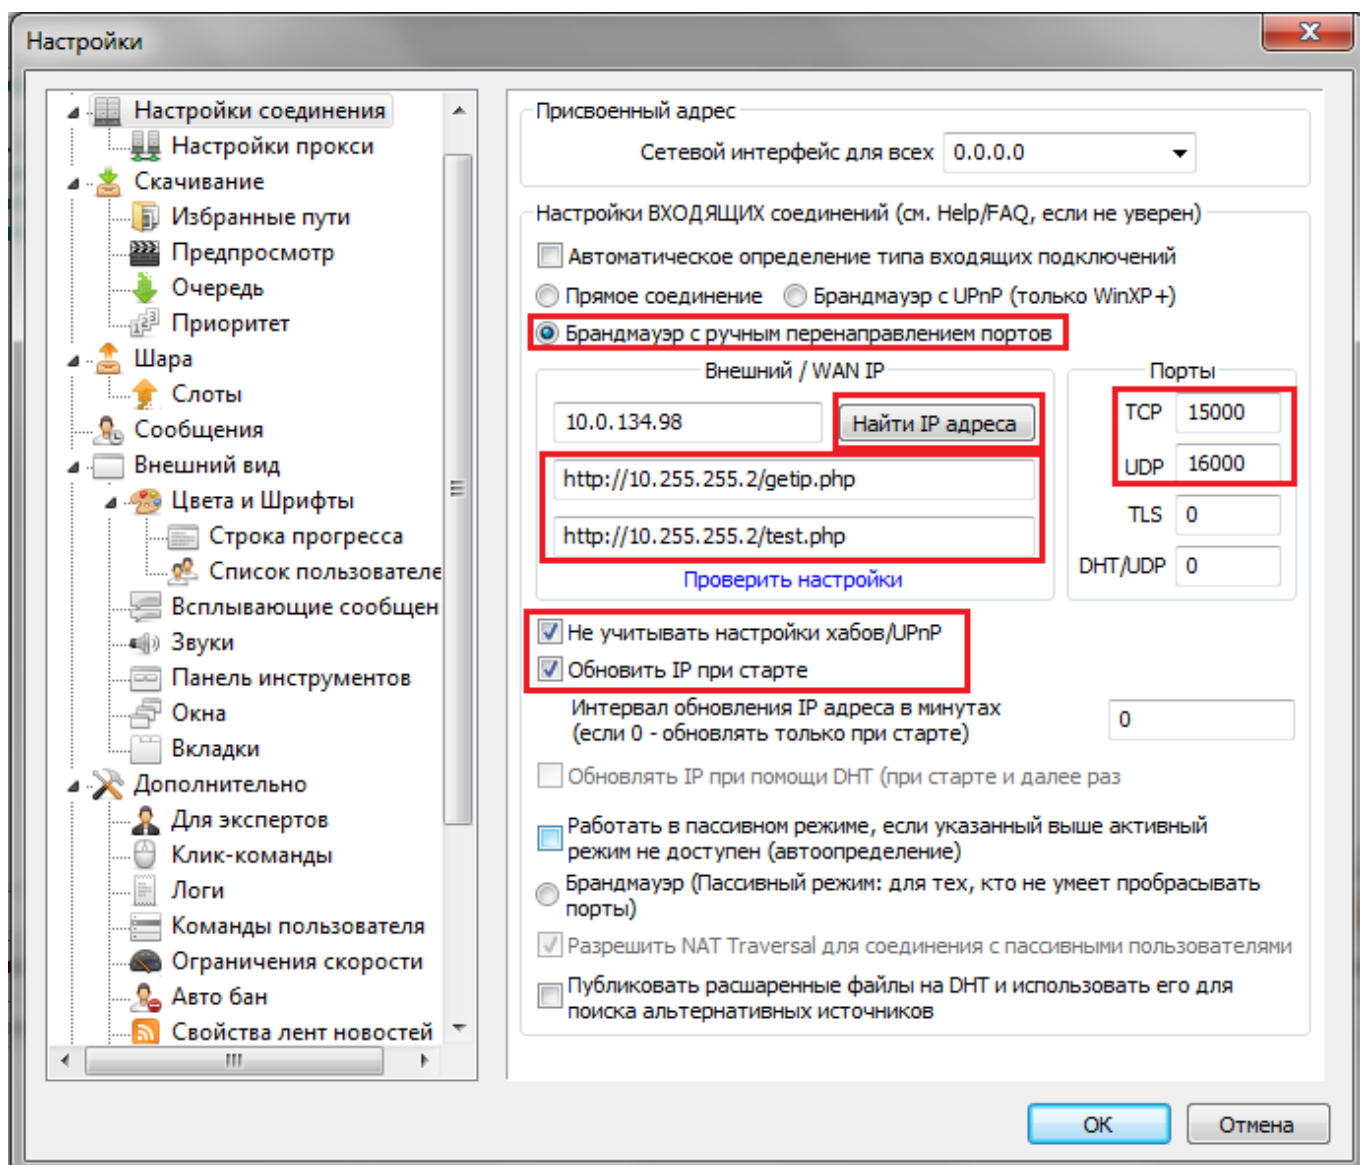 Настройки
Настройки соединения
Настройки прокси
Скачивание
Избранные пути
Предпросмотр
Очередь
Приоритет
Шара
Слоты
Сообщения
Внешний вид
Цвета и Шрифты
Строка прогресса
Список пользователе
Всплывающие сообщен
Звуки
Панель инструментов
Окна
Вкладки
Дополнительно
Для экспертов
Клик-команды
Логи
Команды пользователя
Ограничения скорости
Авто бан
Свойства лент новостей
Присвоенный адрес
Сетевой интерфейс для всех 0.0.0.0
Настройки ВХОДЯЩИХ соединений (см. Help/FAQ, если не уверен)
Автоматическое определение типа входящих подключений
Прямое соединение Брандмауэр с UPnP (только WinXP+)
Брандмауэр с ручным перенаправлением портов
Внешний / WAN IP
10.0.134.98 Найти IP адреса
http://10.255.255.2/getip.php
http://10.255.255.2/test.php
Проверить настройки
Порты
TCP 15000
UDP 16000
TLS 0
DHT/UDP 0
Не учитывать настройки хабов/UPnP
Обновить IP при старте
Интервал обновления IP адреса в минутах
(если 0 - обновлять только при старте)
0
Обновлять IP при помощи DHT (при старте и далее раз
Работать в пассивном режиме, если указанный выше активный
режим не доступен (автоопределение)
Брандмауэр (Пассивный режим: для тех, кто не умеет пробрасывать
порты)
Разрешить NAT Traversal для соединения с пассивными пользователями
Публиковать расшаренные файлы на DHT и использовать его для
поиска альтернативных источников
OK Отмена